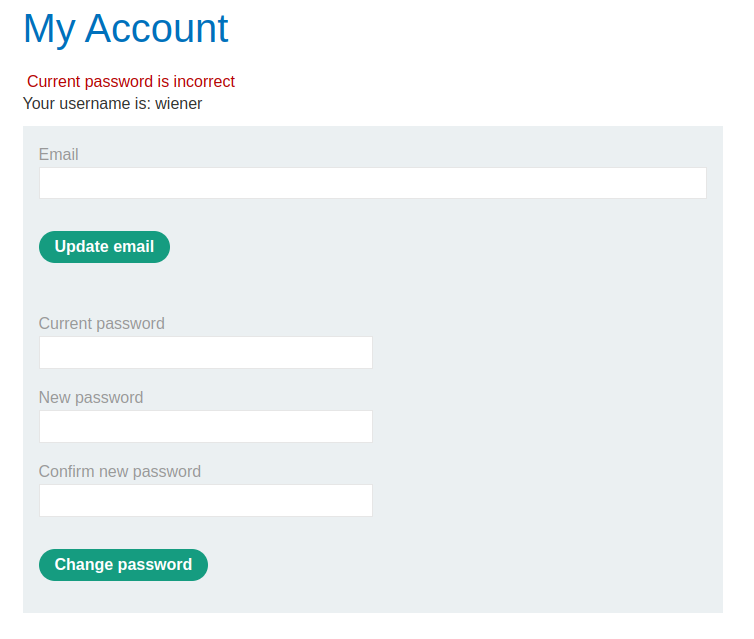 My Account
Current password is incorrect
Your username is: wiener
Email
Update email
Current password
New password
Confirm new password
Change password